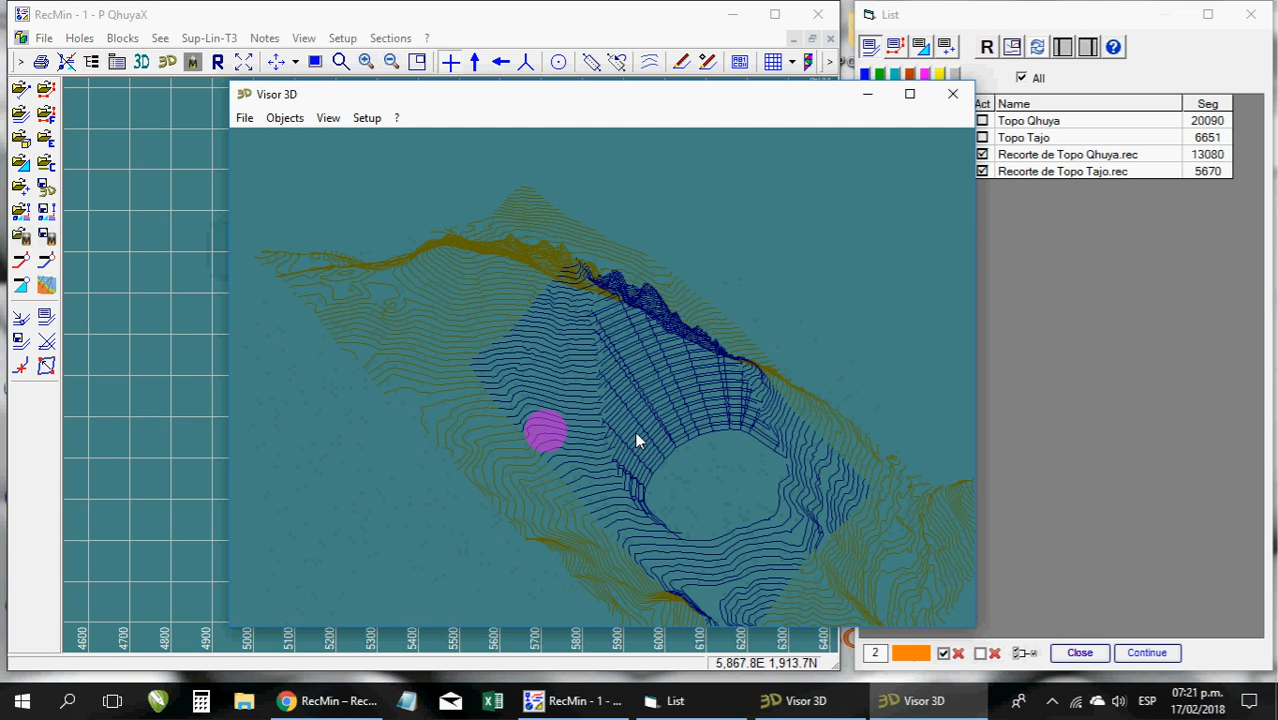 RecMin - 1 - P QhuyaX
File Holes Blocks See Sup-Lin-T3 Notes View Setup Sections ?
3D 3D M R
Visor 3D
File Objects View Setup ?
4600 4700 4800 4900 5000 5100 5200 5300 5400 5500 5600 5700 5800 5900 6000 6100 6200 6300 6400
5,867.8E 1,913.7N
List
R
All
Act Name Seg
Topo Qhuya 20090
Topo Tajo 6651
Recorte de Topo Qhuya.rec 13080
Recorte de Topo Tajo.rec 5670
2 Close Continue
RecMin – Rec... RecMin - 1 - ... List Visor 3D Visor 3D ESP 07:21 p.m.
17/02/2018